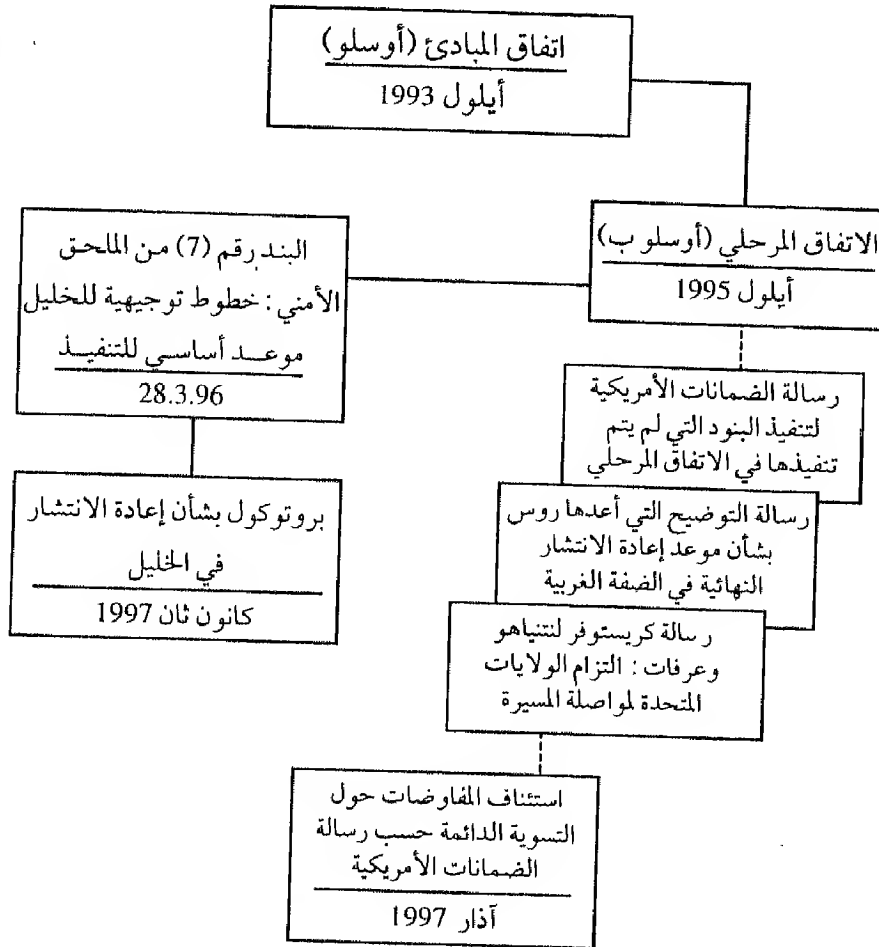 اتفاق المبادئ (أوسلو)
أيلول 1993
الاتفاق المرحلي (أوسلو ب)
أيلول 1995
البند رقم (7) من الملحق
الأمني : خطوط توجيهية للخليل
موعد أساسي للتنفيذ
28.3.96
بروتوكول بشأن إعادة الانتشار
في الخليل
كانون ثان 1997
رسالة الضمانات الأمريكية
لتنفيذ البنود التي لم يتم
تنفيذها في الاتفاق المرحلي
رسالة التوضيح التي أعدها روس
بشأن موعد إعادة الانتشار
النهائية في الضفة الغربية
رسالة كريستوفر لنتنياهو
وعرفات : التزام الولايات
المتحدة لمواصلة المسيرة
استئناف المفاوضات حول
التسوية الدائمة حسب رسالة
الضمانات الأمريكية
آذار 1997